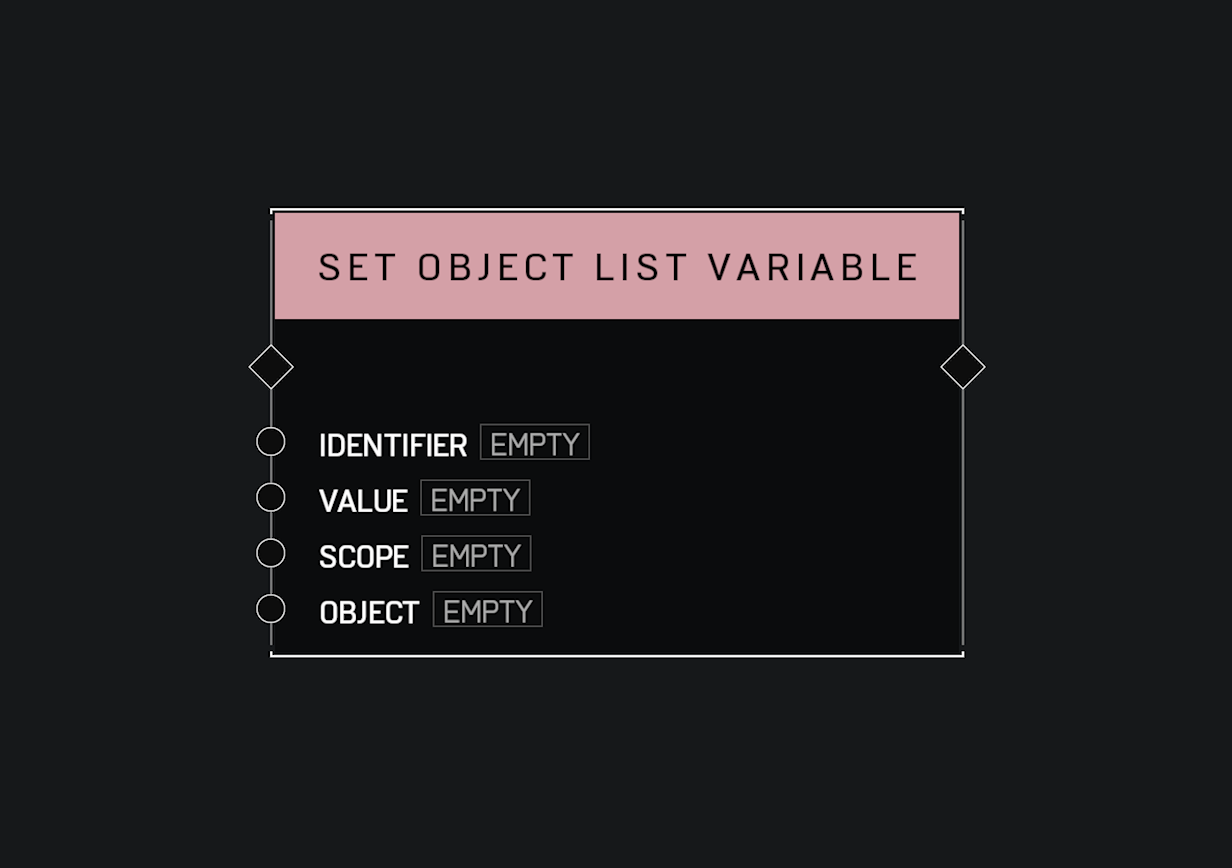 SET OBJECT LIST VARIABLE
IDENTIFIER EMPTY
VALUE EMPTY
SCOPE EMPTY
OBJECT EMPTY